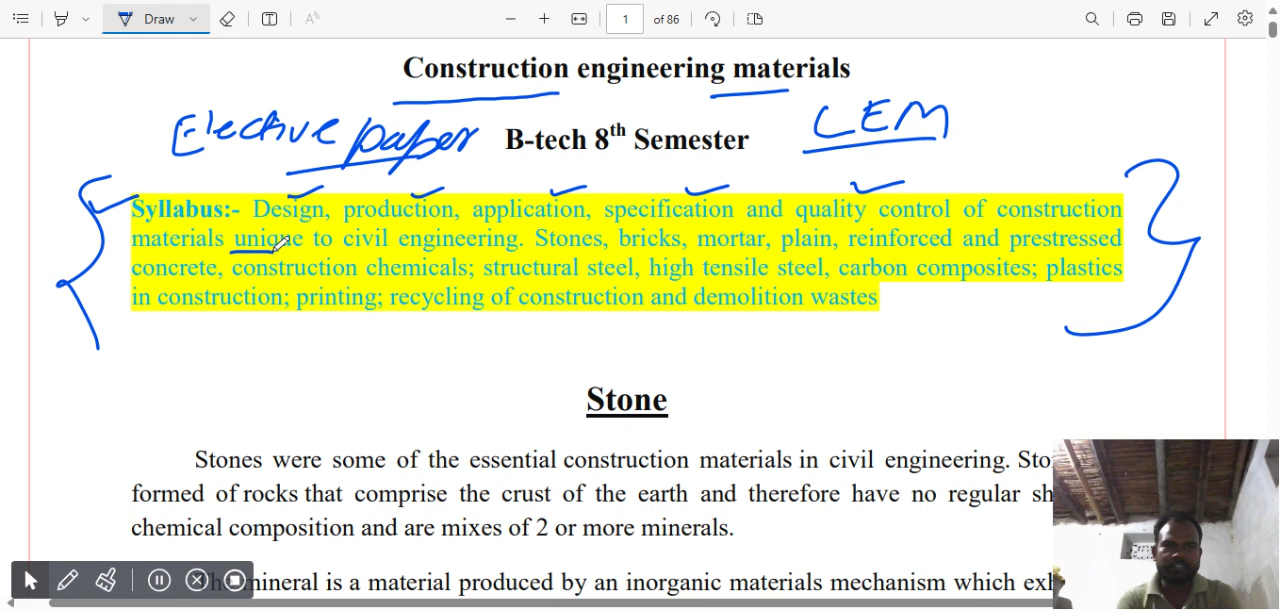 Draw
1 of 86
Construction engineering materials
Elective paper
B-tech 8th Semester
CEM
Syllabus:- Design, production, application, specification and quality control of construction
materials unique to civil engineering. Stones, bricks, mortar, plain, reinforced and prestressed
concrete, construction chemicals; structural steel, high tensile steel, carbon composites; plastics
in construction; printing; recycling of construction and demolition wastes
Stone
Stones were some of the essential construction materials in civil engineering. Sto
formed of rocks that comprise the crust of the earth and therefore have no regular sh
chemical composition and are mixes of 2 or more minerals.
mineral is a material produced by an inorganic materials mechanism which exh